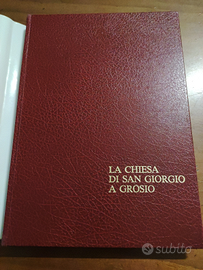 LA CHIESA
DI SAN GIORGIO
A GROSIO
subito